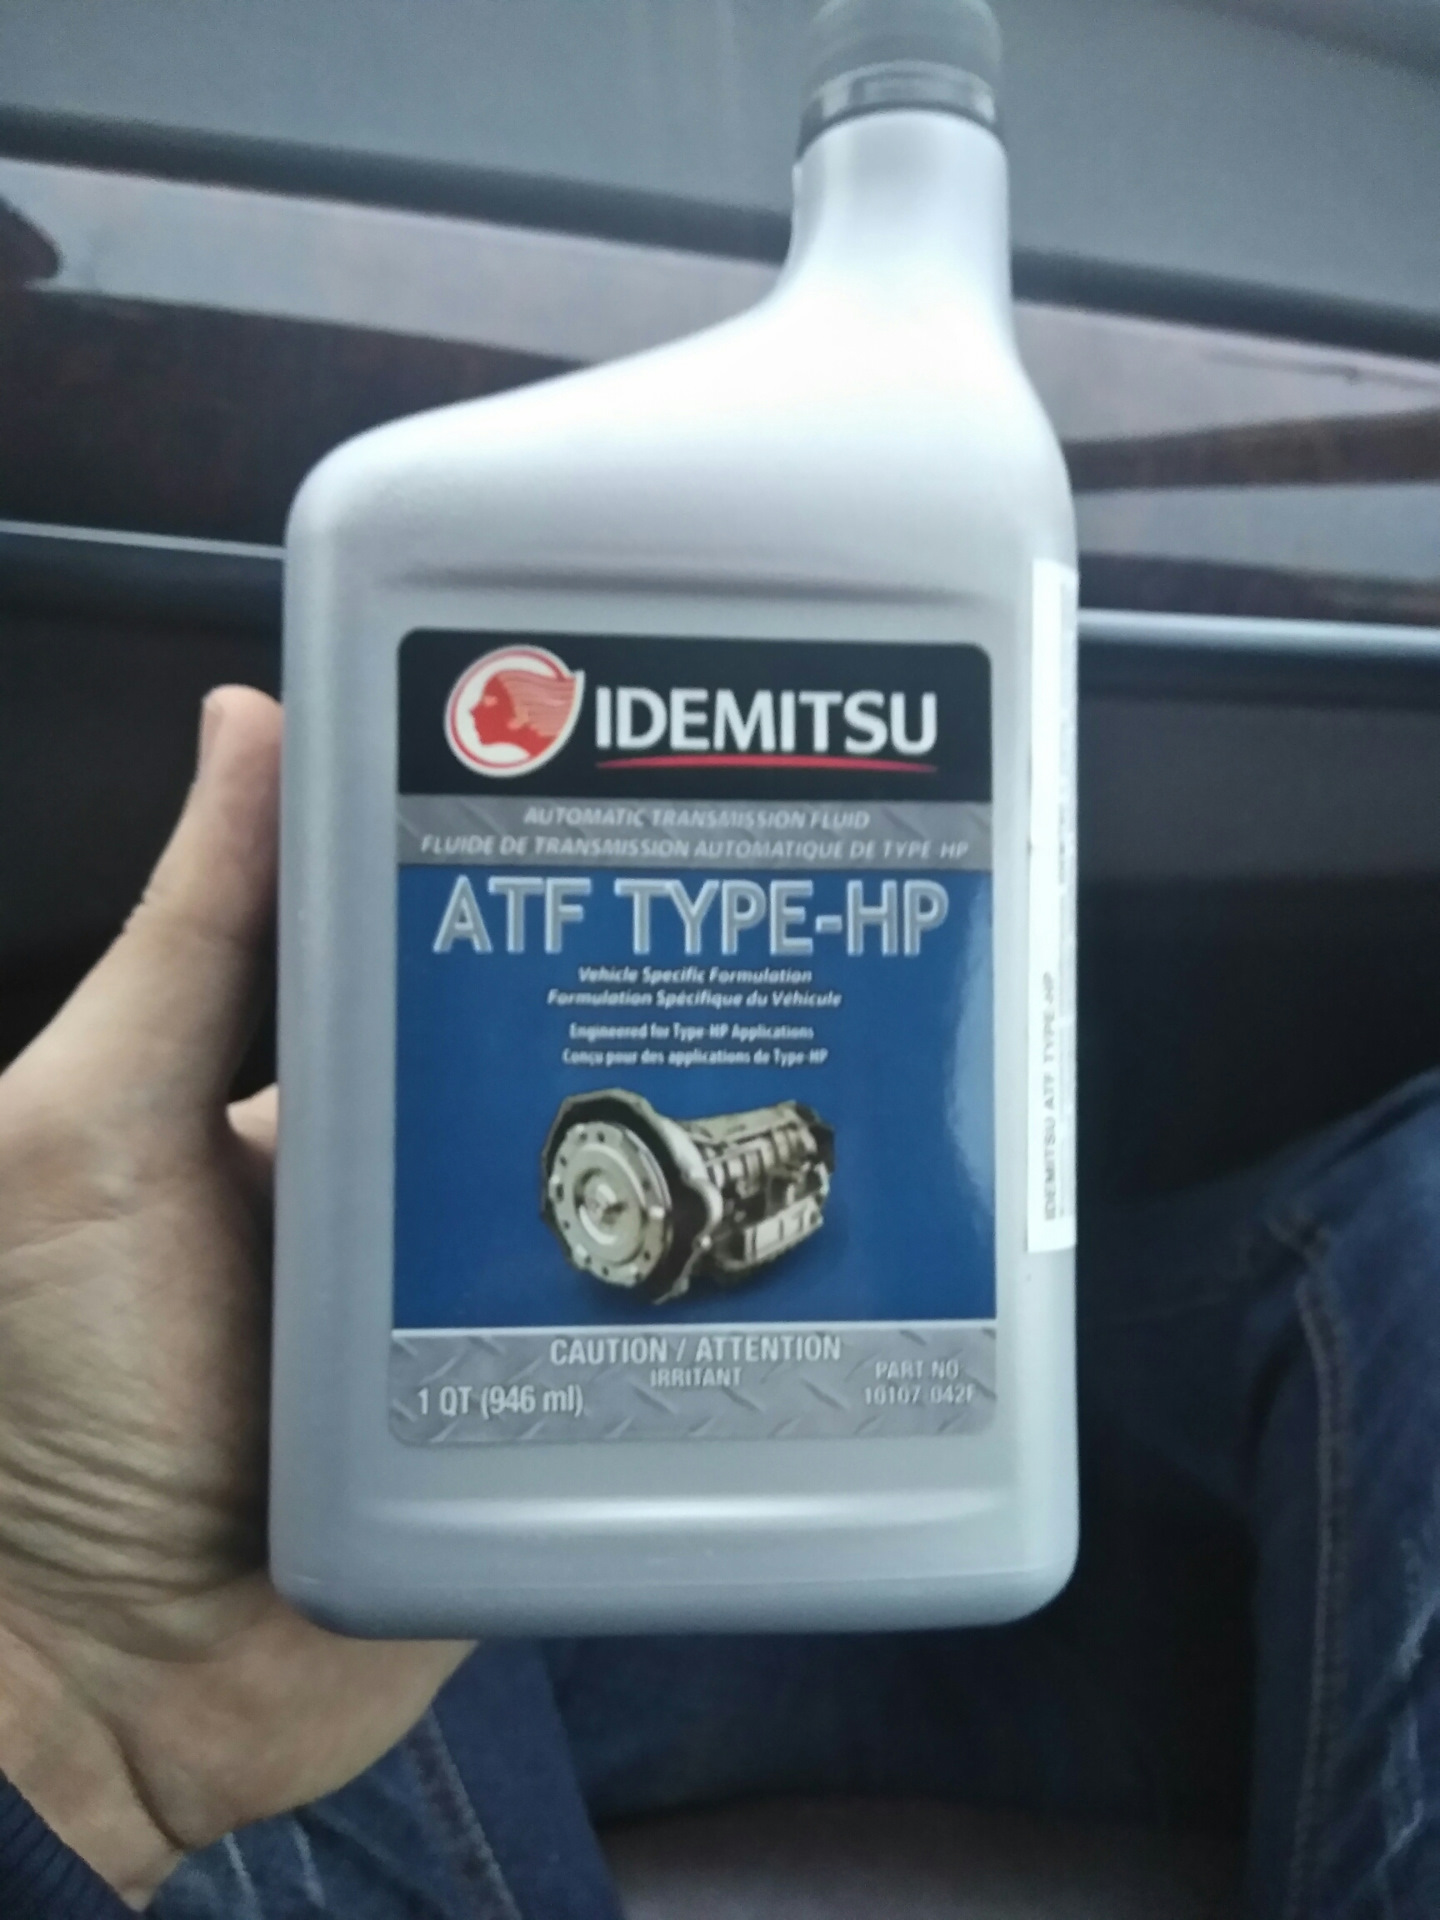 IDEMITSU
AUTOMATIC TRANSMISSION FLUID
FLUIDE DE TRANSMISSION AUTOMATIQUE DE TYPE-HP
ATF TYPE-HP
Vehicle Specific Formulation
Formulation Spécifique du Véhicule
Engineered for Type-HP Applications
Conçu pour des applications de Type-HP
CAUTION / ATTENTION
IRRITANT
1 QT (946 ml)
PART NO
10107-042F
IDEMITSU ATF TYPE-HP